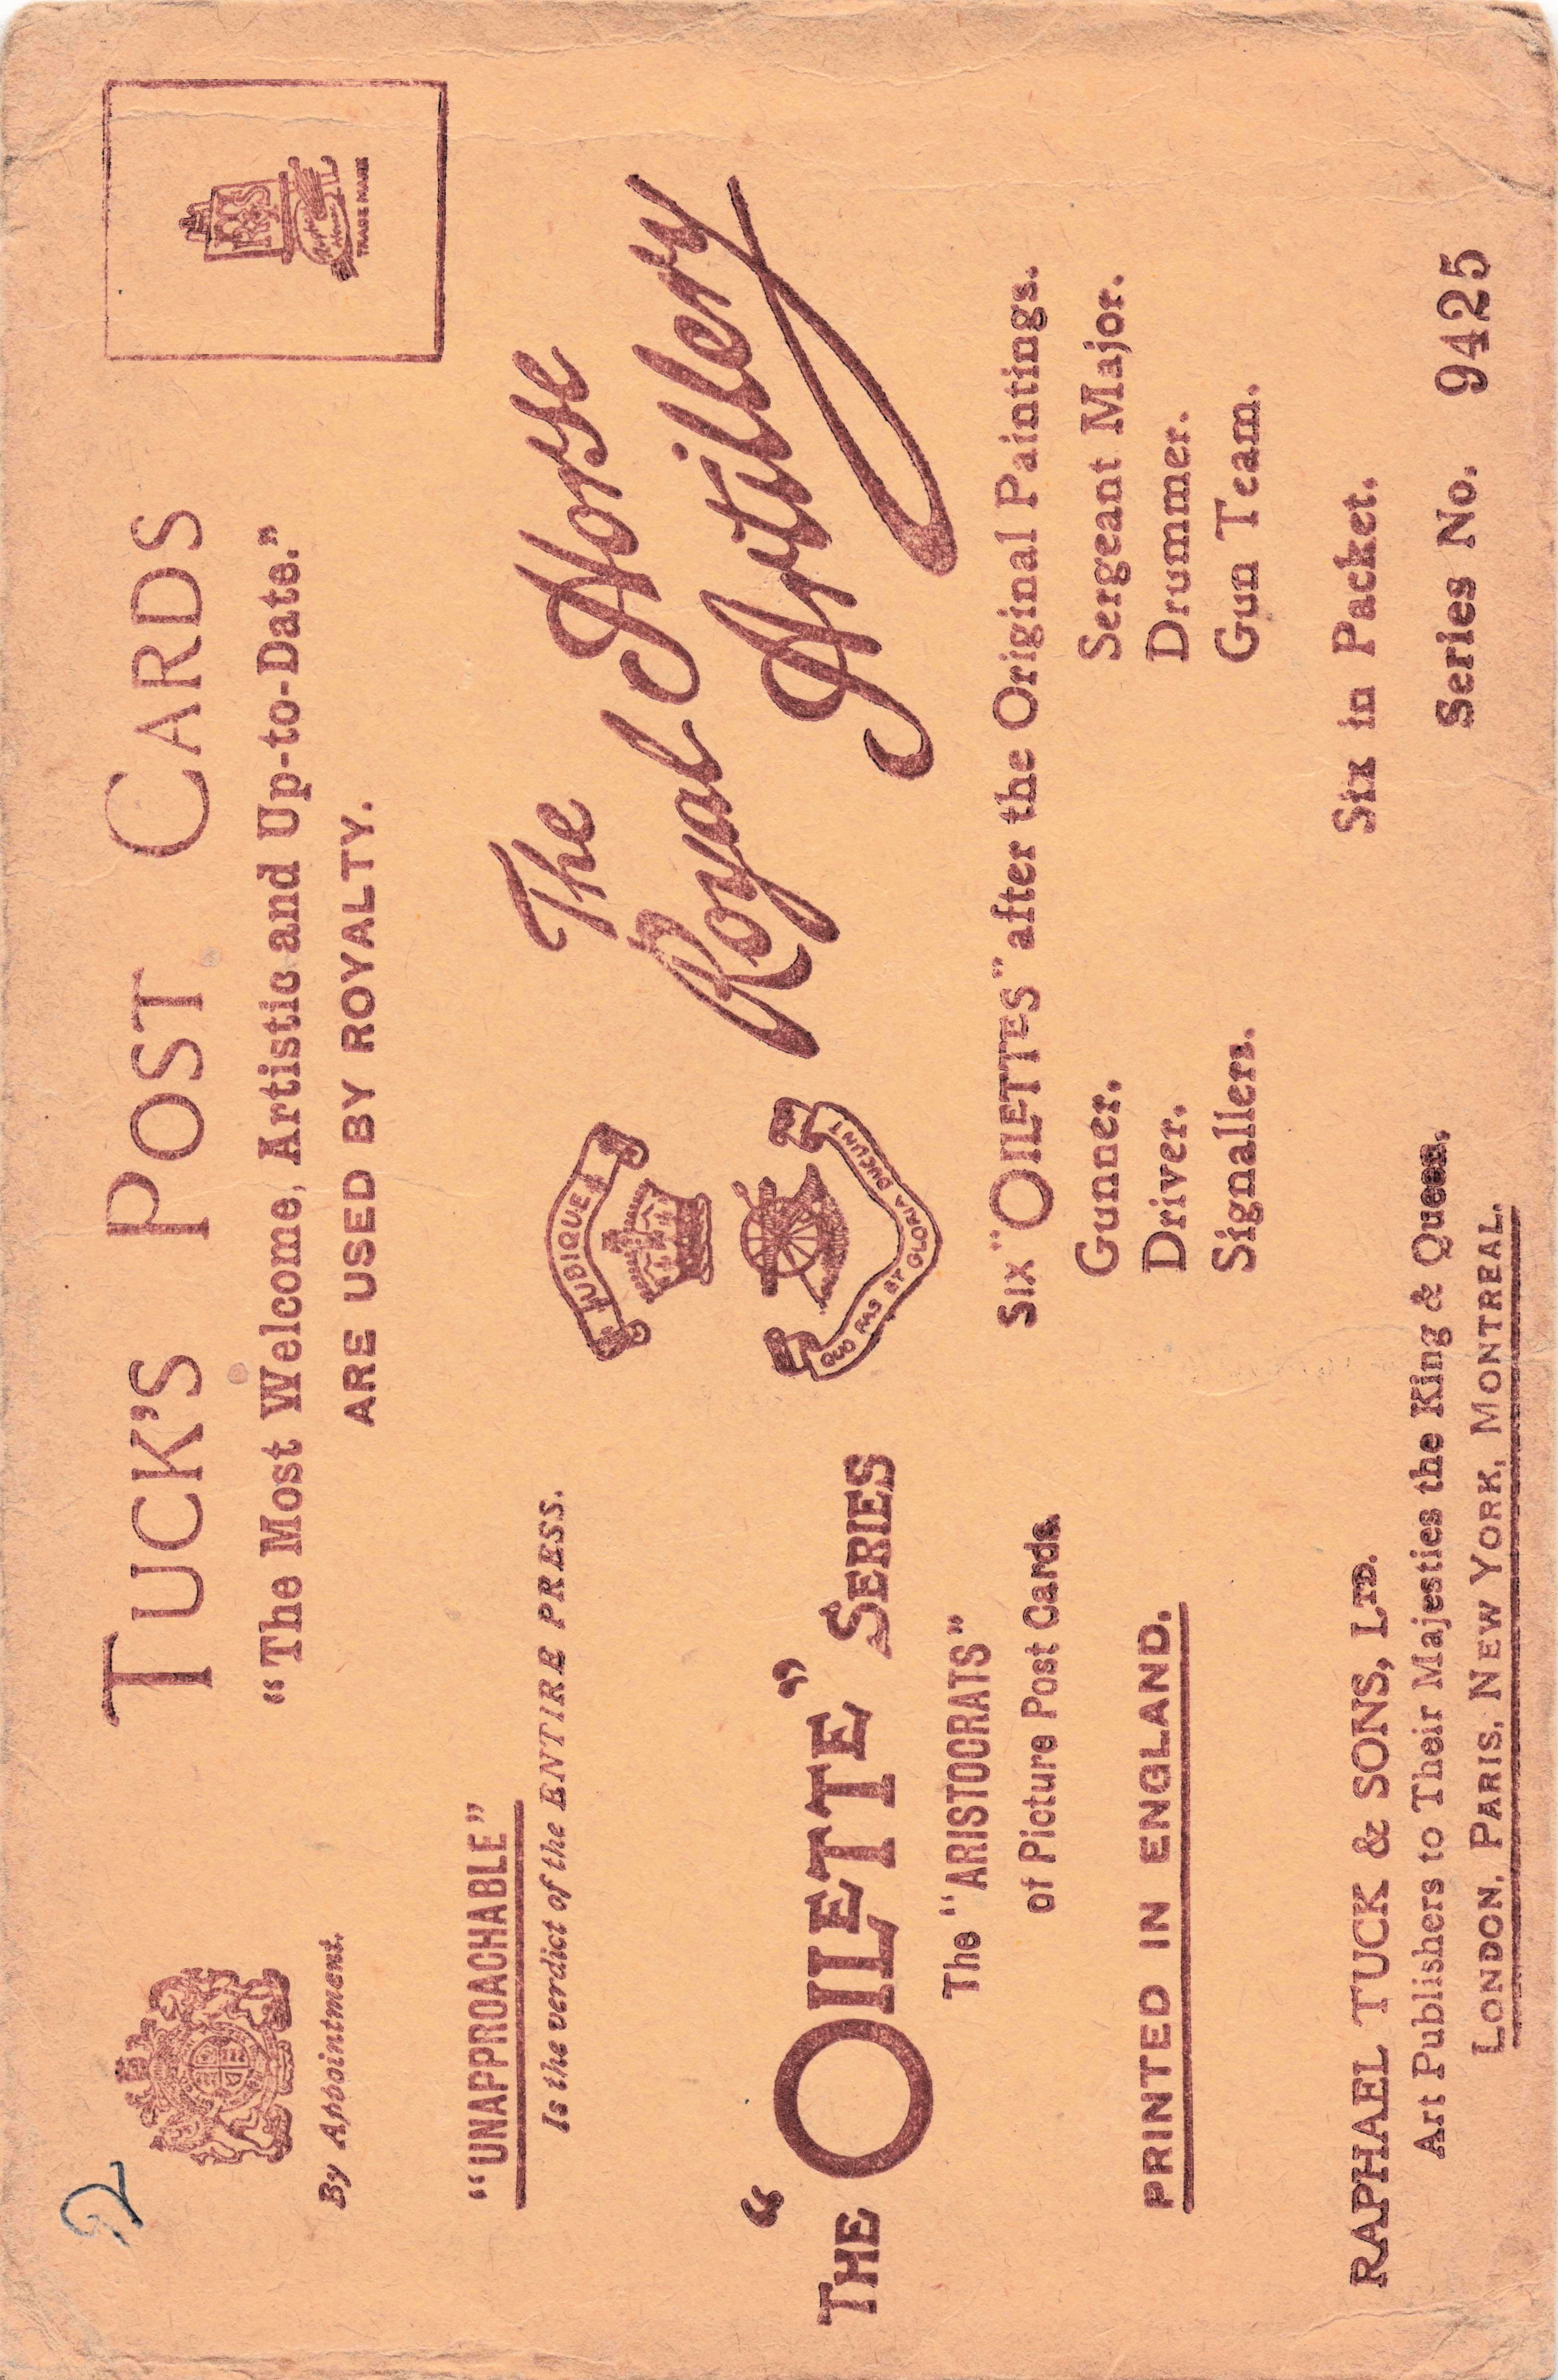 2
TUCK'S POST CARDS
"The Most Welcome, Artistic and Up-to-Date."
ARE USED BY ROYALTY.
By Appointment.
TRADE MARK
"UNAPPROACHABLE"
Is the verdict of the ENTIRE PRESS.
THE "OILETTE" SERIES
The "ARISTOCRATS"
of Picture Post Cards.
PRINTED IN ENGLAND.
UBIQUE
QUO FAS ET GLORIA DUCUNT
The Horse
Royal Artillery
SIX "OILETTES" after the Original Paintings.
Gunner.
Driver.
Signallers.
Sergeant Major.
Drummer.
Gun Team.
Six in Packet.
Series No. 9425
RAPHAEL TUCK & SONS, LTD.
Art Publishers to Their Majesties the King & Queen.
LONDON, PARIS, NEW YORK, MONTREAL.